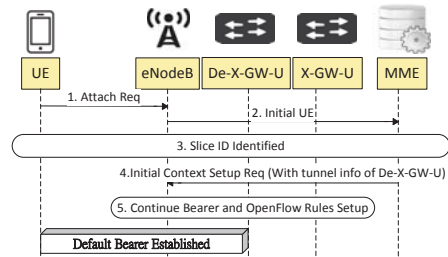 UE
eNodeB
De-X-GW-U
X-GW-U
MME
1. Attach Req
2. Initial UE
3. Slice ID Identified
4.Initial Context Setup Req (With tunnel info of De-X-GW-U)
5. Continue Bearer and OpenFlow Rules Setup
Default Bearer Established